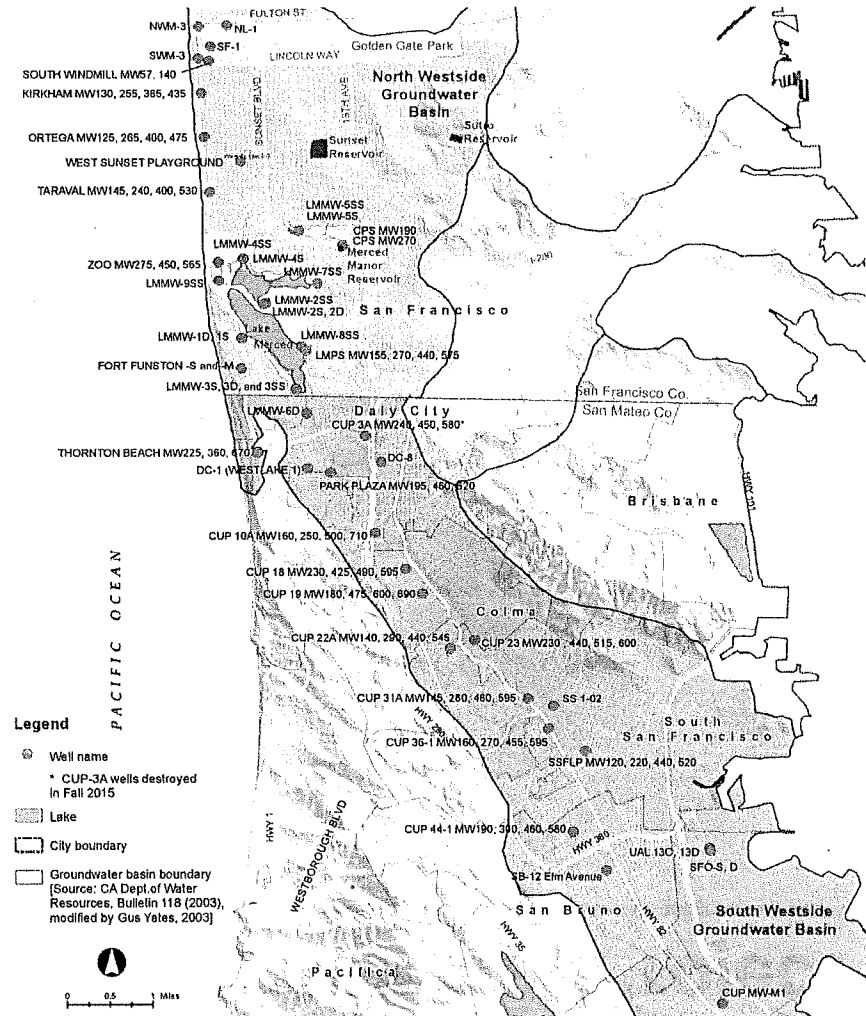 FULTON ST
NWM-3
NL-1
SF-1
Golden Gate Park
LINCOLN WAY
SWM-3
SOUTH WINDMILL MW57, 140
KIRKHAM MW130, 255, 385, 435
North Westside
Groundwater
Basin
SUNSET BLVD
19TH AVE
ORTEGA MW125, 265, 400, 475
Sunset
Reservoir
Sutro
Reservoir
WEST SUNSET PLAYGROUND
TARAVAL MW145, 240, 400, 530
LMMW-5SS
LMMW-5S
CPS MW190
CPS MW270
Merced
Manor
Reservoir
I-280
LMMW-4SS
LMMW-4S
ZOO MW275, 450, 565
LMMW-7SS
LMMW-9SS
LMMW-2SS
LMMW-2S, 2D
San Francisco
LMMW-1D, 1S
Lake
Merced
LMMW-8SS
LMPS MW155, 270, 440, 575
FORT FUNSTON -S and -M
LMMW-3S, 3D, and 3SS
San Francisco Co.
San Mateo Co.
LMMW-6D
Daly City
CUP 3A MW240, 450, 580*
THORNTON BEACH MW225, 360, 670
DC-8
DC-1 (WESTLAKE 1)
PARK PLAZA MW195, 460, 620
Brisbane
HWY 101
CUP 10A MW160, 250, 500, 710
CUP 18 MW230, 425, 490, 595
CUP 19 MW180, 475, 600, 690
Colma
PACIFIC OCEAN
CUP 22A MW140, 290, 440, 545
CUP 23 MW230, 440, 515, 600
CUP 31A MW145, 280, 460, 595
SS 1-02
HWY 280
South
San Francisco
CUP 36-1 MW160, 270, 455, 595
SSFLP MW120, 220, 440, 520
Legend
Well name
* CUP-3A wells destroyed
in Fall 2015
Lake
City boundary
Groundwater basin boundary
[Source: CA Dept.of Water
Resources, Bulletin 118 (2003),
modified by Gus Yates, 2003]
HWY 1
WESTBOROUGH BLVD
CUP 44-1 MW190, 300, 460, 580
HWY 380
UAL 13C, 13D
SFO-S, D
SB-12 Elm Avenue
San Bruno
HWY 82
HWY 35
South Westside
Groundwater Basin
Pacifica
CUP MW-M1
0 0.5 1 Miles